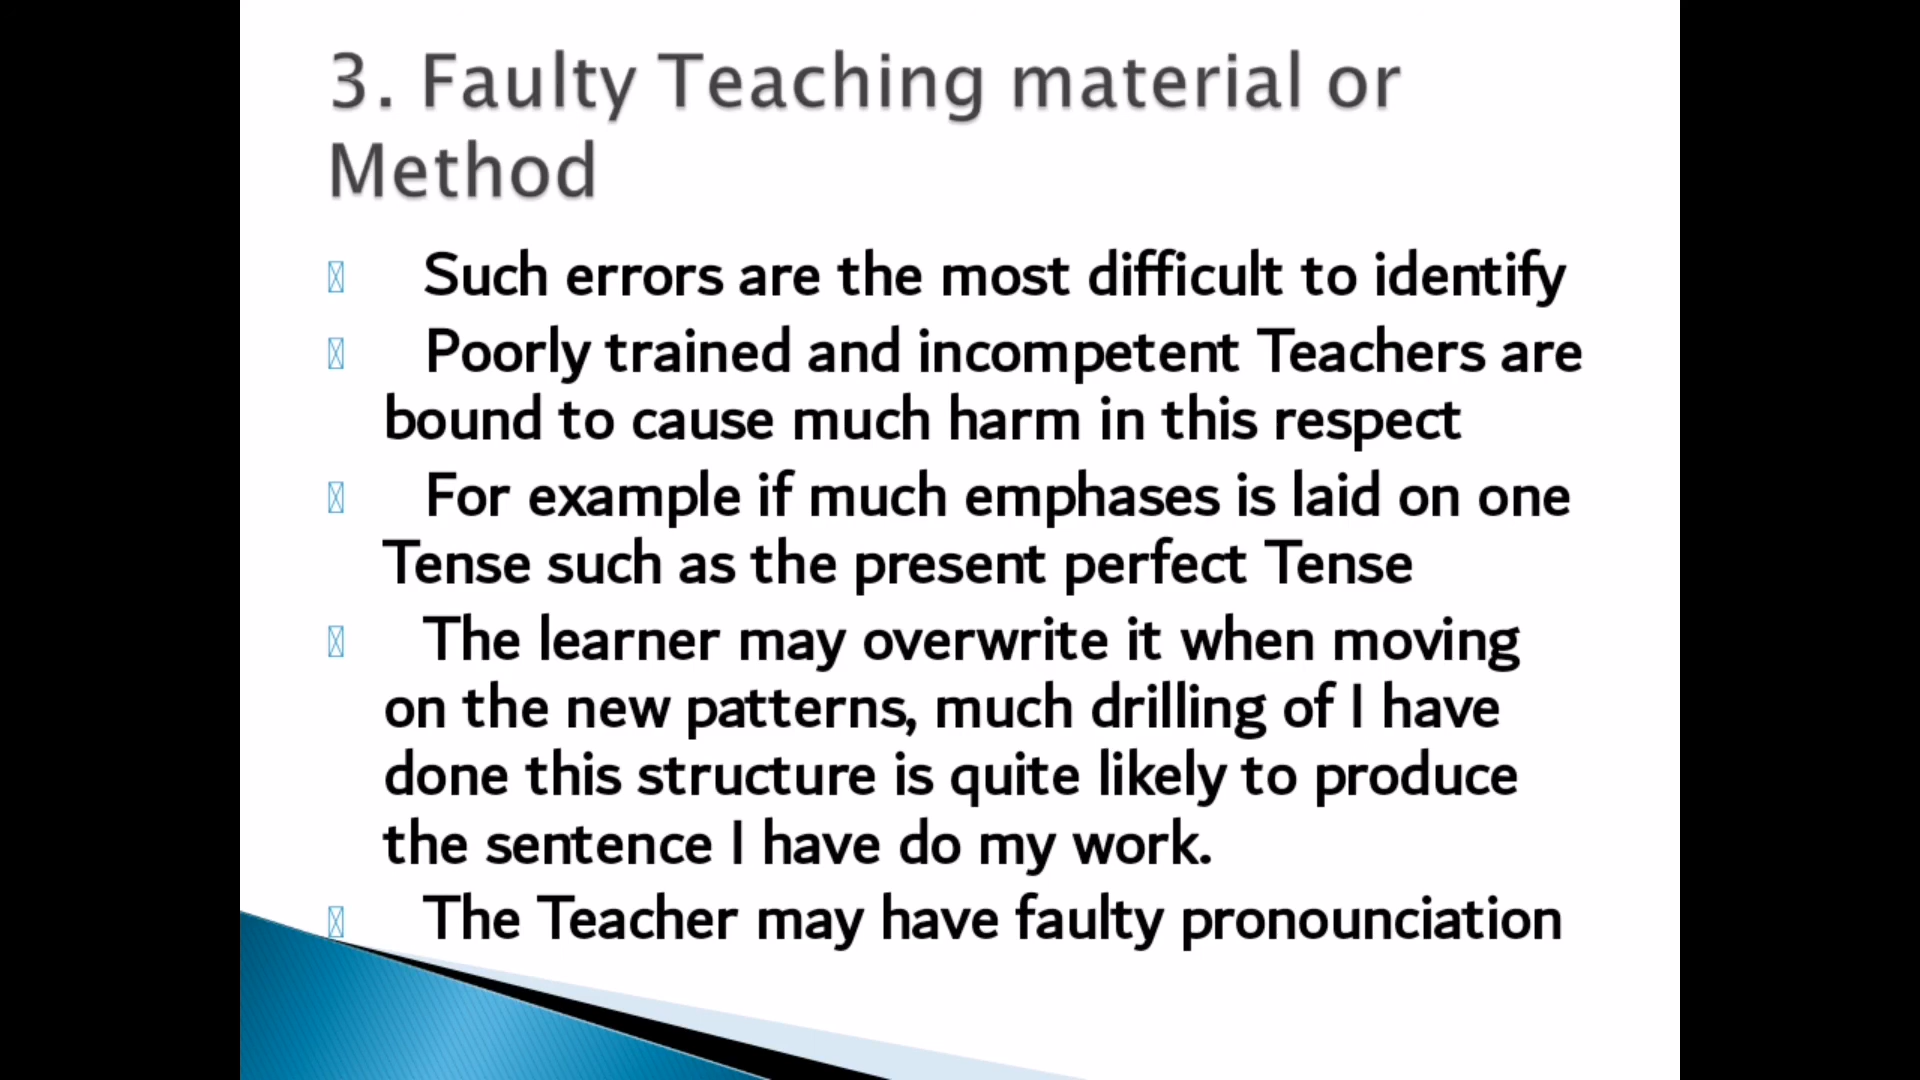 3. Faulty Teaching material or
Method
Such errors are the most difficult to identify
Poorly trained and incompetent Teachers are
bound to cause much harm in this respect
For example if much emphases is laid on one
Tense such as the present perfect Tense
The learner may overwrite it when moving
on the new patterns, much drilling of I have
done this structure is quite likely to produce
the sentence I have do my work.
The Teacher may have faulty pronounciation